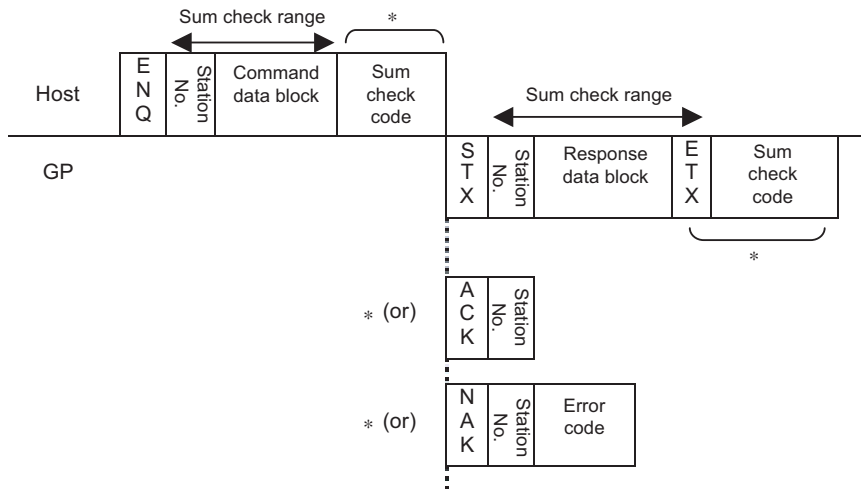 Sum check range
*
Host
E
N
Q
Station
No.
Command
data block
Sum
check
code
Sum check range
GP
S
T
X
Station
No.
Response
data block
E
T
X
Sum
check
code
*
* (or)
A
C
K
Station
No.
* (or)
N
A
K
Station
No.
Error
code